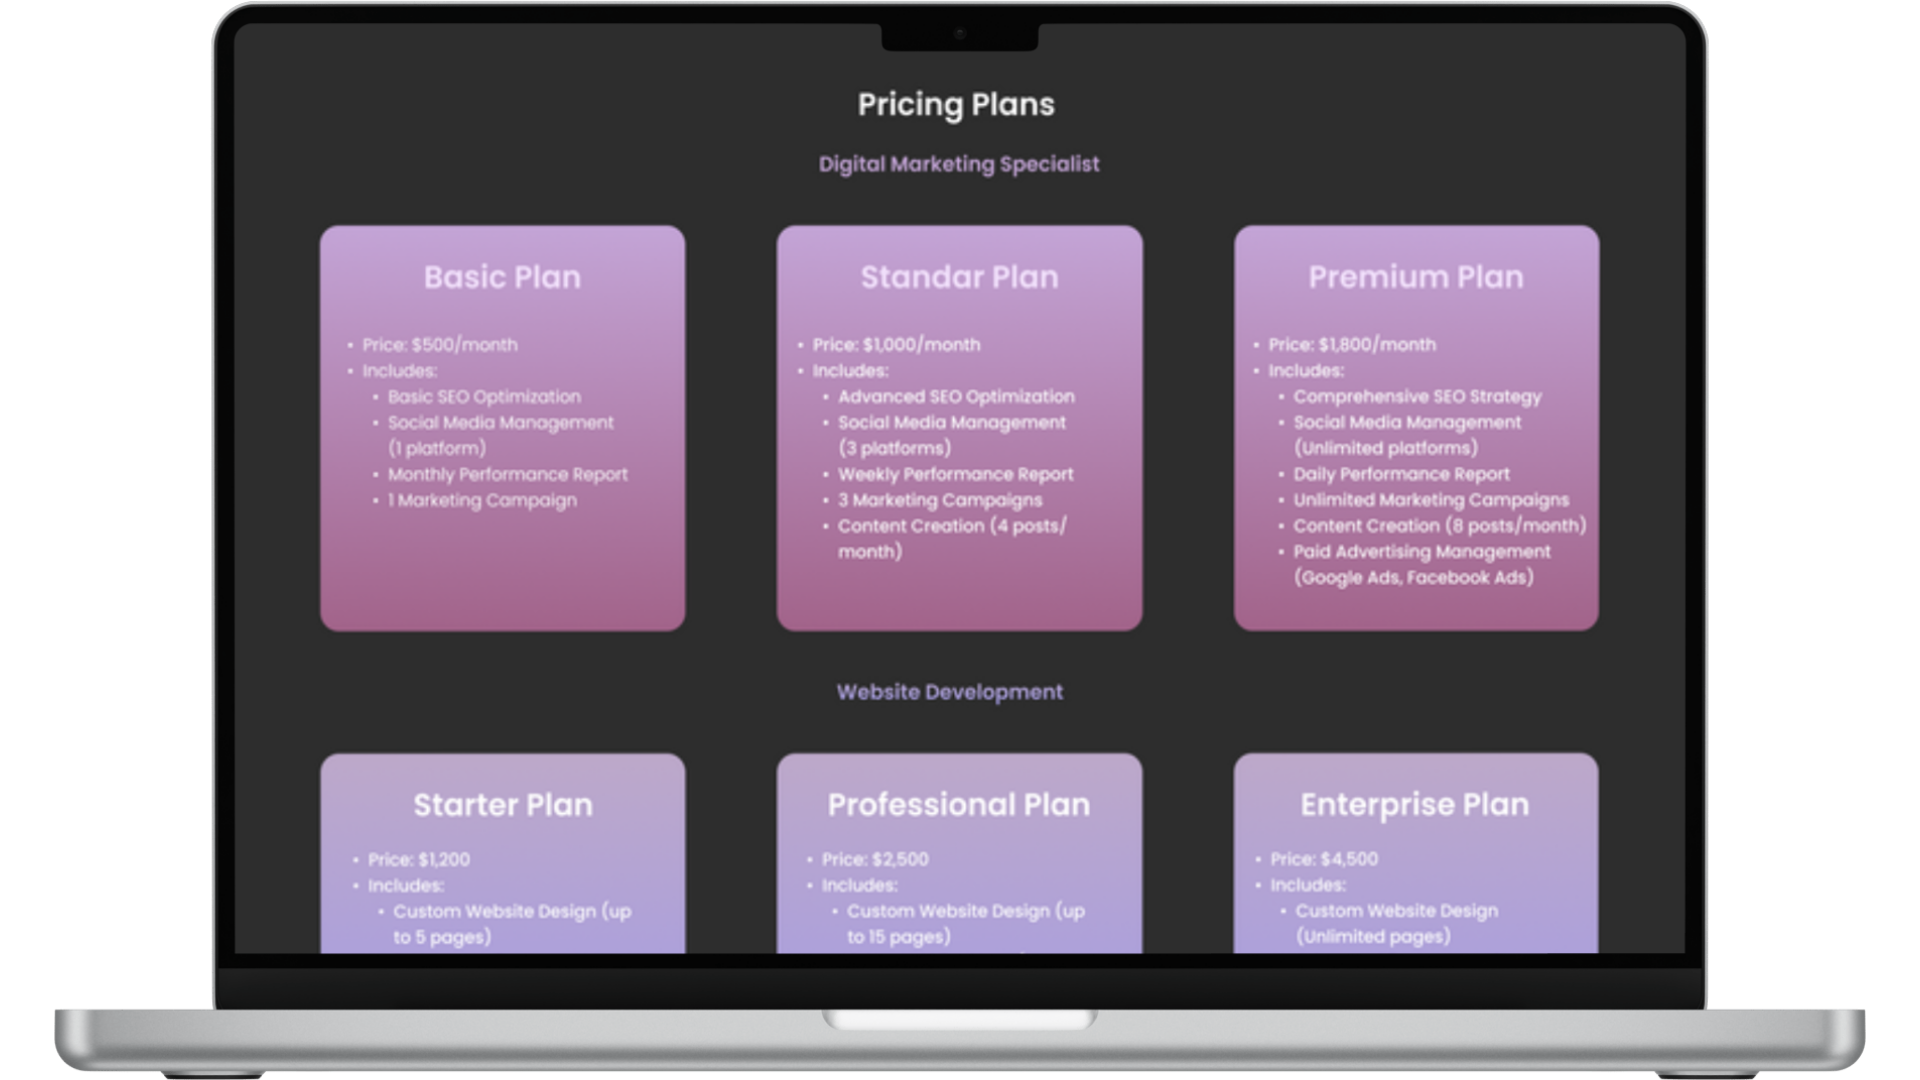 Pricing Plans
Digital Marketing Specialist
Basic Plan
• Price: $500/month
• Includes:
• Basic SEO Optimization
• Social Media Management
(1 platform)
• Monthly Performance Report
• 1 Marketing Campaign
Standar Plan
• Price: $1,000/month
• Includes:
• Advanced SEO Optimization
• Social Media Management
(3 platforms)
• Weekly Performance Report
• 3 Marketing Campaigns
• Content Creation (4 posts/
month)
Premium Plan
• Price: $1,800/month
• Includes:
• Comprehensive SEO Strategy
• Social Media Management
(Unlimited platforms)
• Daily Performance Report
• Unlimited Marketing Campaigns
• Content Creation (8 posts/month)
• Paid Advertising Management
(Google Ads, Facebook Ads)
Website Development
Starter Plan
• Price: $1,200
• Includes:
• Custom Website Design (up
to 5 pages)
Professional Plan
• Price: $2,500
• Includes:
• Custom Website Design (up
to 15 pages)
Enterprise Plan
• Price: $4,500
• Includes:
• Custom Website Design
(Unlimited pages)